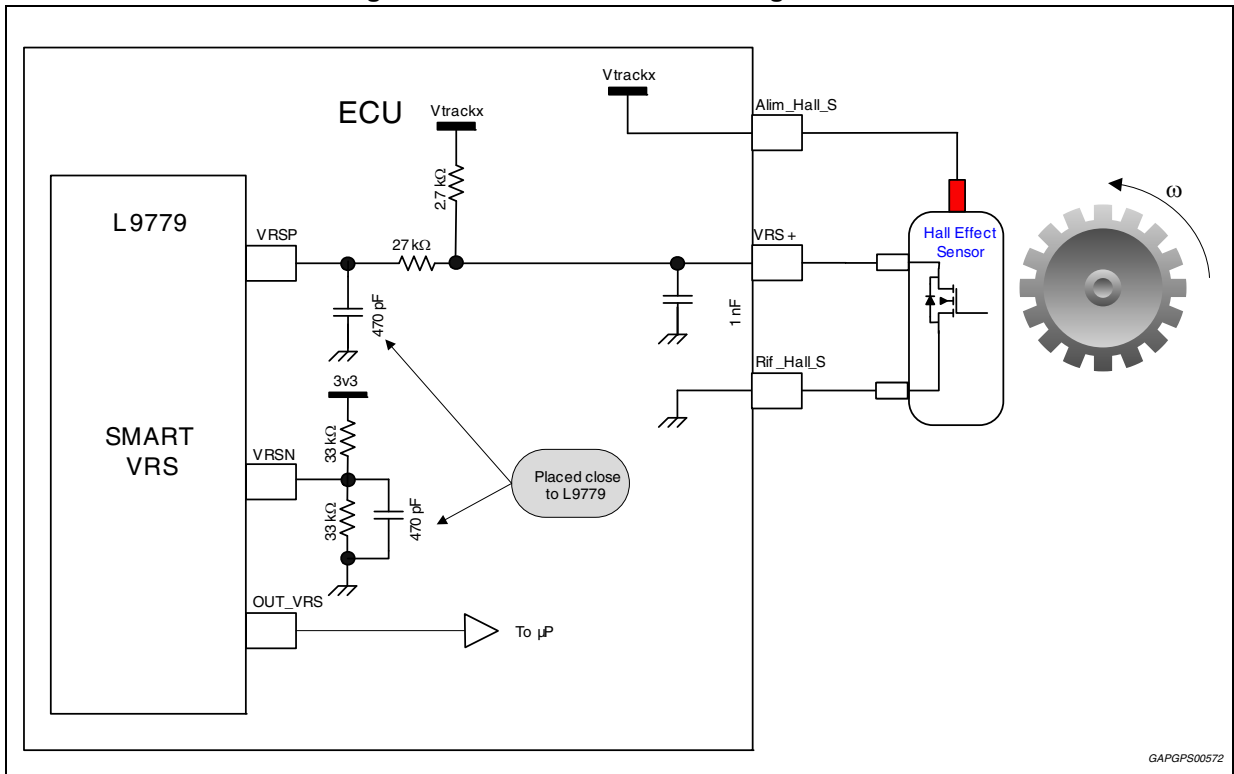 Vtrackx
Alim_Hall_S
ECU
Vtrackx
2.7 kΩ
L9779
VRSP
27 kΩ
VRS +
Hall Effect
Sensor
ω
470 pF
1 nF
Rif_Hall_S
3v3
33 kΩ
SMART
VRS
VRSN
Placed close
to L9779
33 kΩ
470 pF
OUT_VRS
To µP
GAPGPS00572